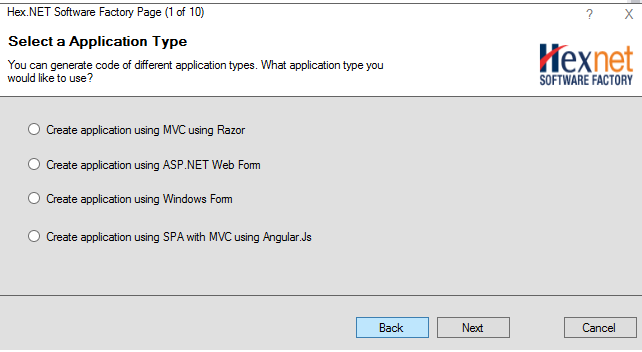 Hex.NET Software Factory Page (1 of 10)
? X
Select a Application Type
You can generate code of different application types. What application type you
would like to use?
Hexnet
SOFTWARE FACTORY
Create application using MVC using Razor
Create application using ASP.NET Web Form
Create application using Windows Form
Create application using SPA with MVC using Angular.Js
Back Next Cancel